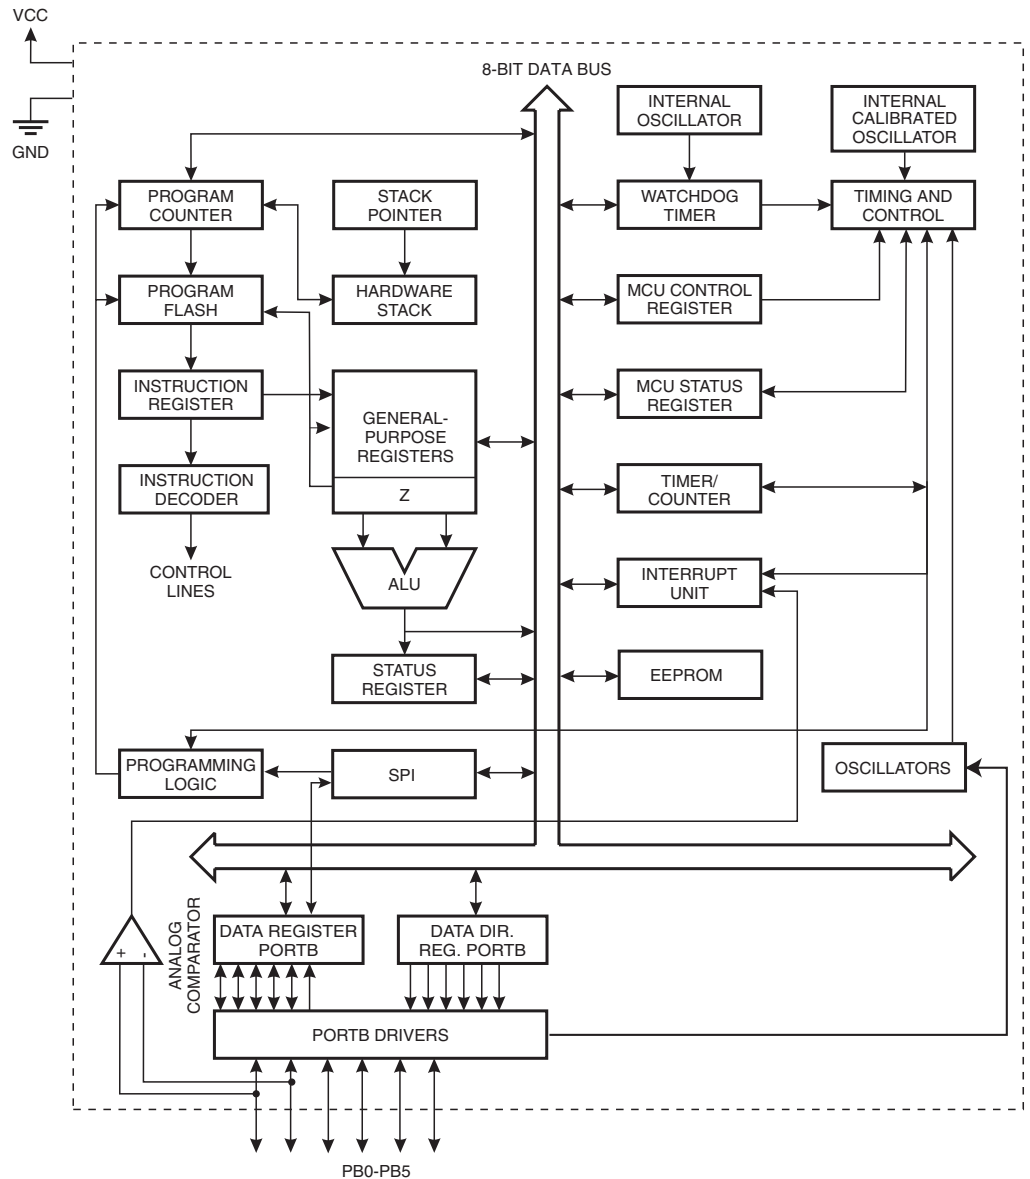 VCC
GND
8-BIT DATA BUS
INTERNAL
OSCILLATOR
INTERNAL
CALIBRATED
OSCILLATOR
PROGRAM
COUNTER
STACK
POINTER
WATCHDOG
TIMER
TIMING AND
CONTROL
PROGRAM
FLASH
HARDWARE
STACK
MCU CONTROL
REGISTER
INSTRUCTION
REGISTER
GENERAL-
PURPOSE
REGISTERS
Z
MCU STATUS
REGISTER
INSTRUCTION
DECODER
TIMER/
COUNTER
CONTROL
LINES
ALU
INTERRUPT
UNIT
STATUS
REGISTER
EEPROM
PROGRAMMING
LOGIC
SPI
OSCILLATORS
ANALOG
COMPARATOR
+ -
DATA REGISTER
PORTB
DATA DIR.
REG. PORTB
PORTB DRIVERS
PB0-PB5